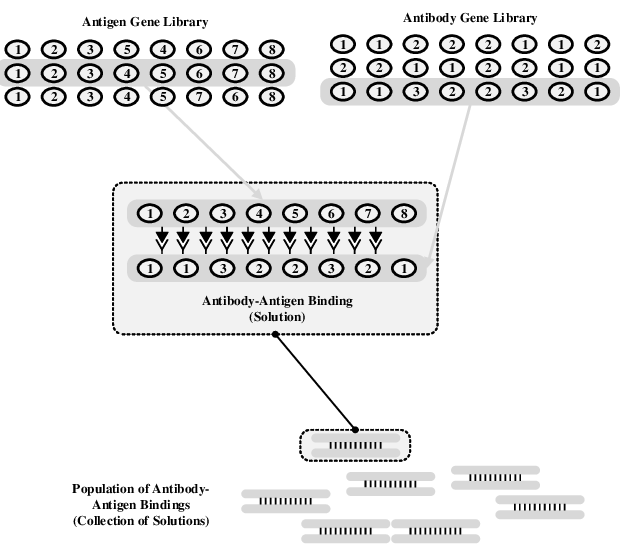 Antigen Gene Library
1 2 3 5 4 6 7 8
1 2 3 4 5 6 7 8
1 2 3 4 5 7 6 8
Antibody Gene Library
1 1 2 2 2 1 1 2
2 2 1 1 2 2 1 1
1 1 3 2 2 3 2 1
1 2 3 4 5 6 7 8
1 1 3 2 2 3 2 1
Antibody-Antigen Binding
(Solution)
Population of Antibody-
Antigen Bindings
(Collection of Solutions)